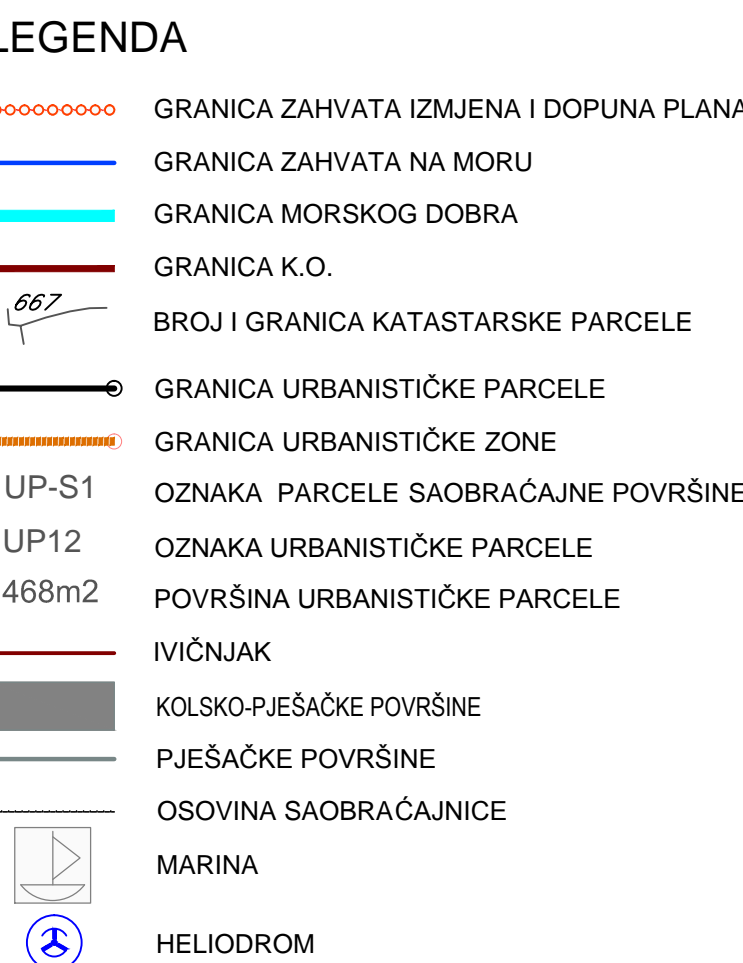 LEGENDA
GRANICA ZAHVATA IZMJENA I DOPUNA PLANA
GRANICA ZAHVATA NA MORU
GRANICA MORSKOG DOBRA
GRANICA K.O.
667 BROJ I GRANICA KATASTARSKE PARCELE
GRANICA URBANISTIČKE PARCELE
GRANICA URBANISTIČKE ZONE
UP-S1 OZNAKA PARCELE SAOBRAĆAJNE POVRŠINE
UP12 OZNAKA URBANISTIČKE PARCELE
468m2 POVRŠINA URBANISTIČKE PARCELE
IVIČNJAK
KOLSKO-PJEŠAČKE POVRŠINE
PJEŠAČKE POVRŠINE
OSOVINA SAOBRAĆAJNICE
MARINA
HELIODROM